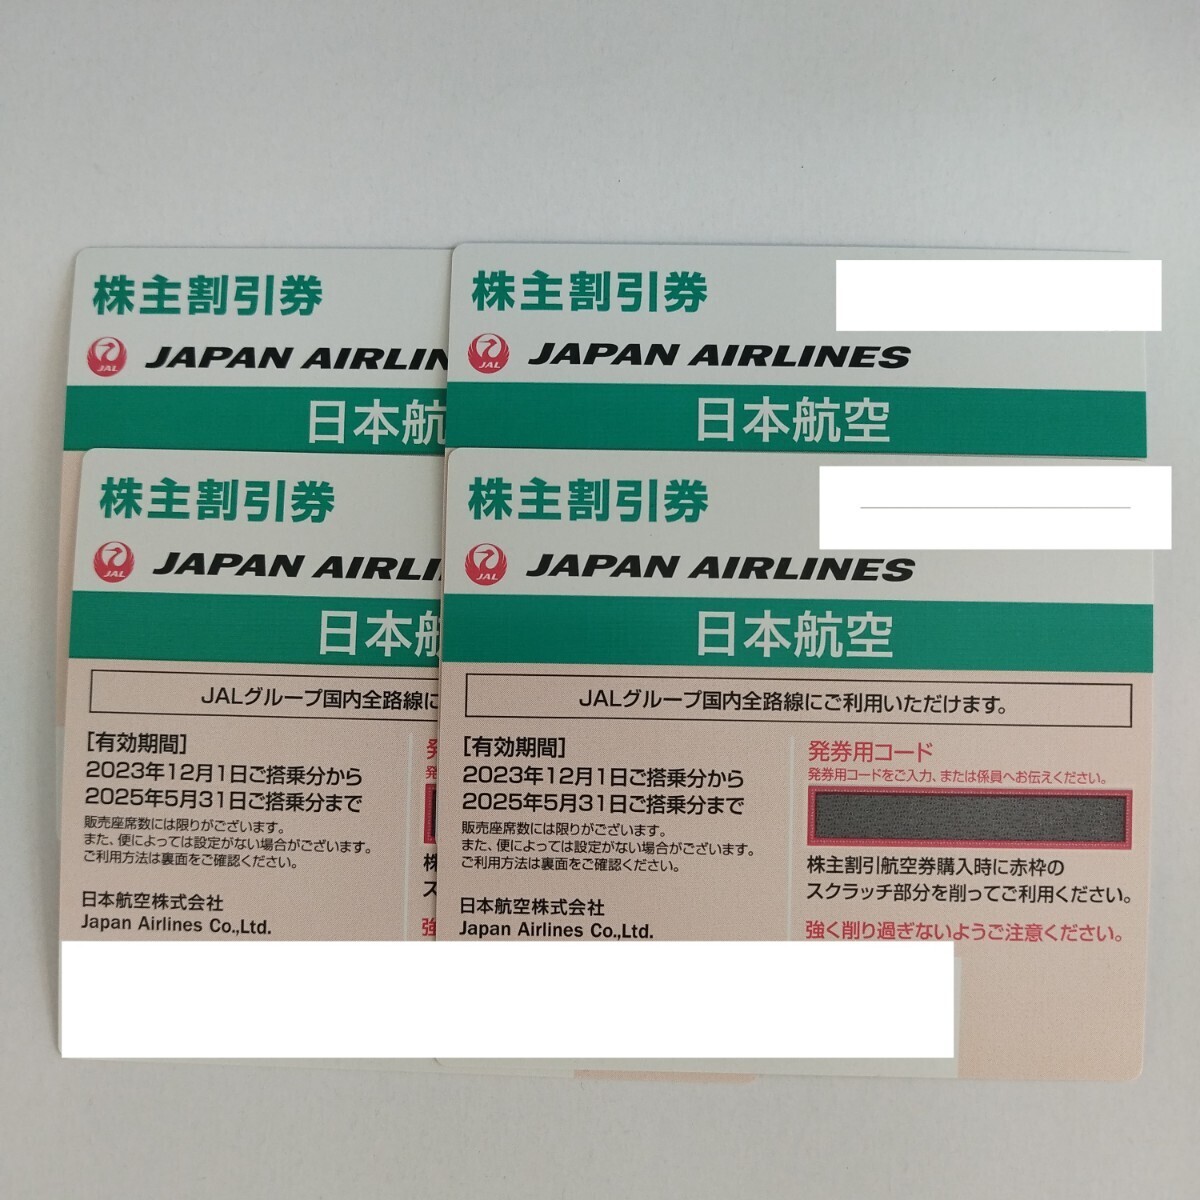 株主割引券
JAL JAPAN AIRLIN
日本航
株主割引券
JAL JAPAN AIRLINES
日本航空
株主割引券
JAL JAPAN AIRLI
日本航
JALグループ国内全路線に
[有効期間]
2023年12月1日ご搭乗分から
2025年5月31日ご搭乗分まで
販売座席数には限りがございます。
また、便によっては設定がない場合がございます。
ご利用方法は裏面をご確認ください。
日本航空株式会社
Japan Airlines Co.,Ltd.
発
発
株
ス
強
株主割引券
JAL JAPAN AIRLINES
日本航空
JALグループ国内全路線にご利用いただけます。
[有効期間]
2023年12月1日ご搭乗分から
2025年5月31日ご搭乗分まで
販売座席数には限りがございます。
また、便によっては設定がない場合がございます。
ご利用方法は裏面をご確認ください。
日本航空株式会社
Japan Airlines Co.,Ltd.
発券用コード
発券用コードをご入力、または係員へお伝えください。
株主割引航空券購入時に赤枠の
スクラッチ部分を削ってご利用ください。
強く削り過ぎないようご注意ください。